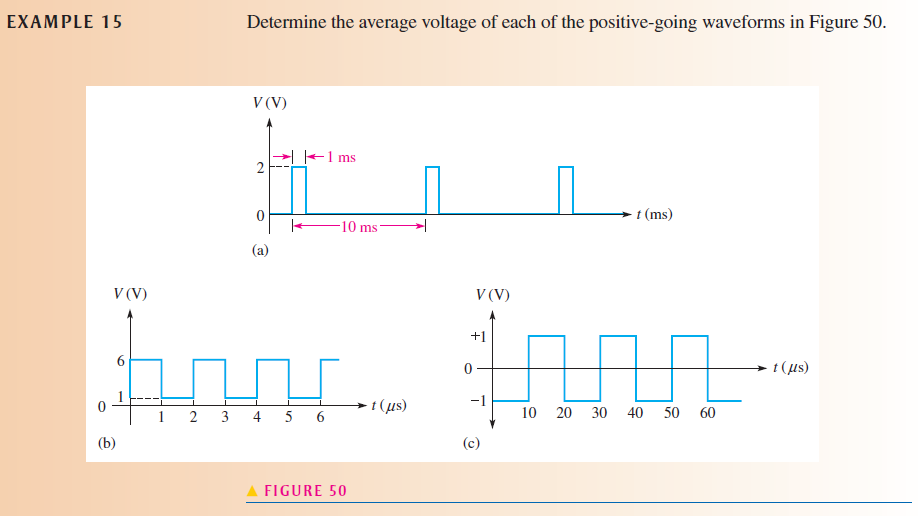 EXAMPLE 15 Determine the average voltage of each of the positive-going waveforms in Figure 50.
V (V)
1 ms
2
0
t (ms)
10 ms
(a)
V (V)
6
1
0
t (μs)
1 2 3 4 5 6
(b)
V (V)
+1
0
t (μs)
−1
10 20 30 40 50 60
(c)
▲ FIGURE 50